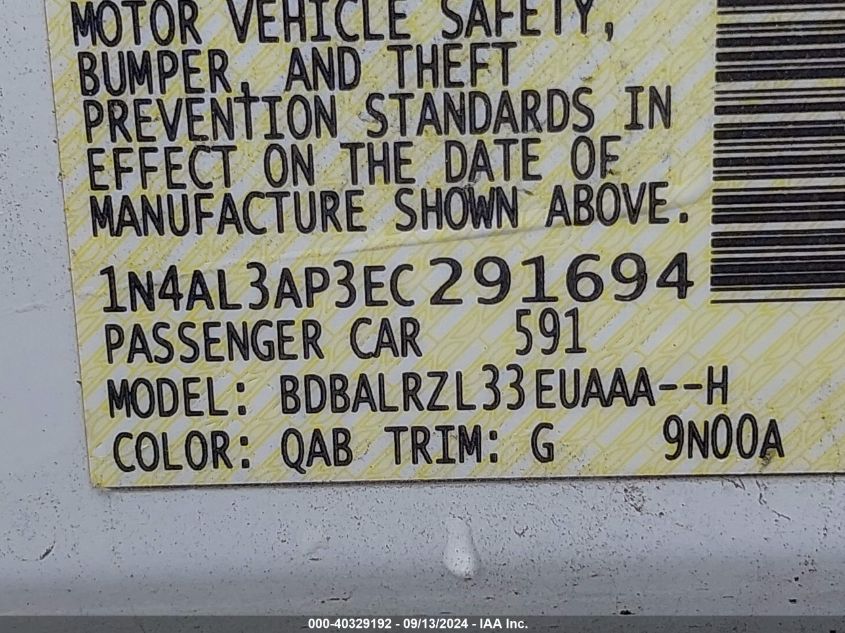 MOTOR VEHICLE SAFETY,
BUMPER, AND THEFT
PREVENTION STANDARDS IN
EFFECT ON THE DATE OF
MANUFACTURE SHOWN ABOVE.
1N4AL3AP3EC291694
PASSENGER CAR 591
MODEL: BDBALRZL33EUAAA--H
COLOR: QAB TRIM: G 9N00A
000-40329192 - 09/13/2024 - IAA Inc.